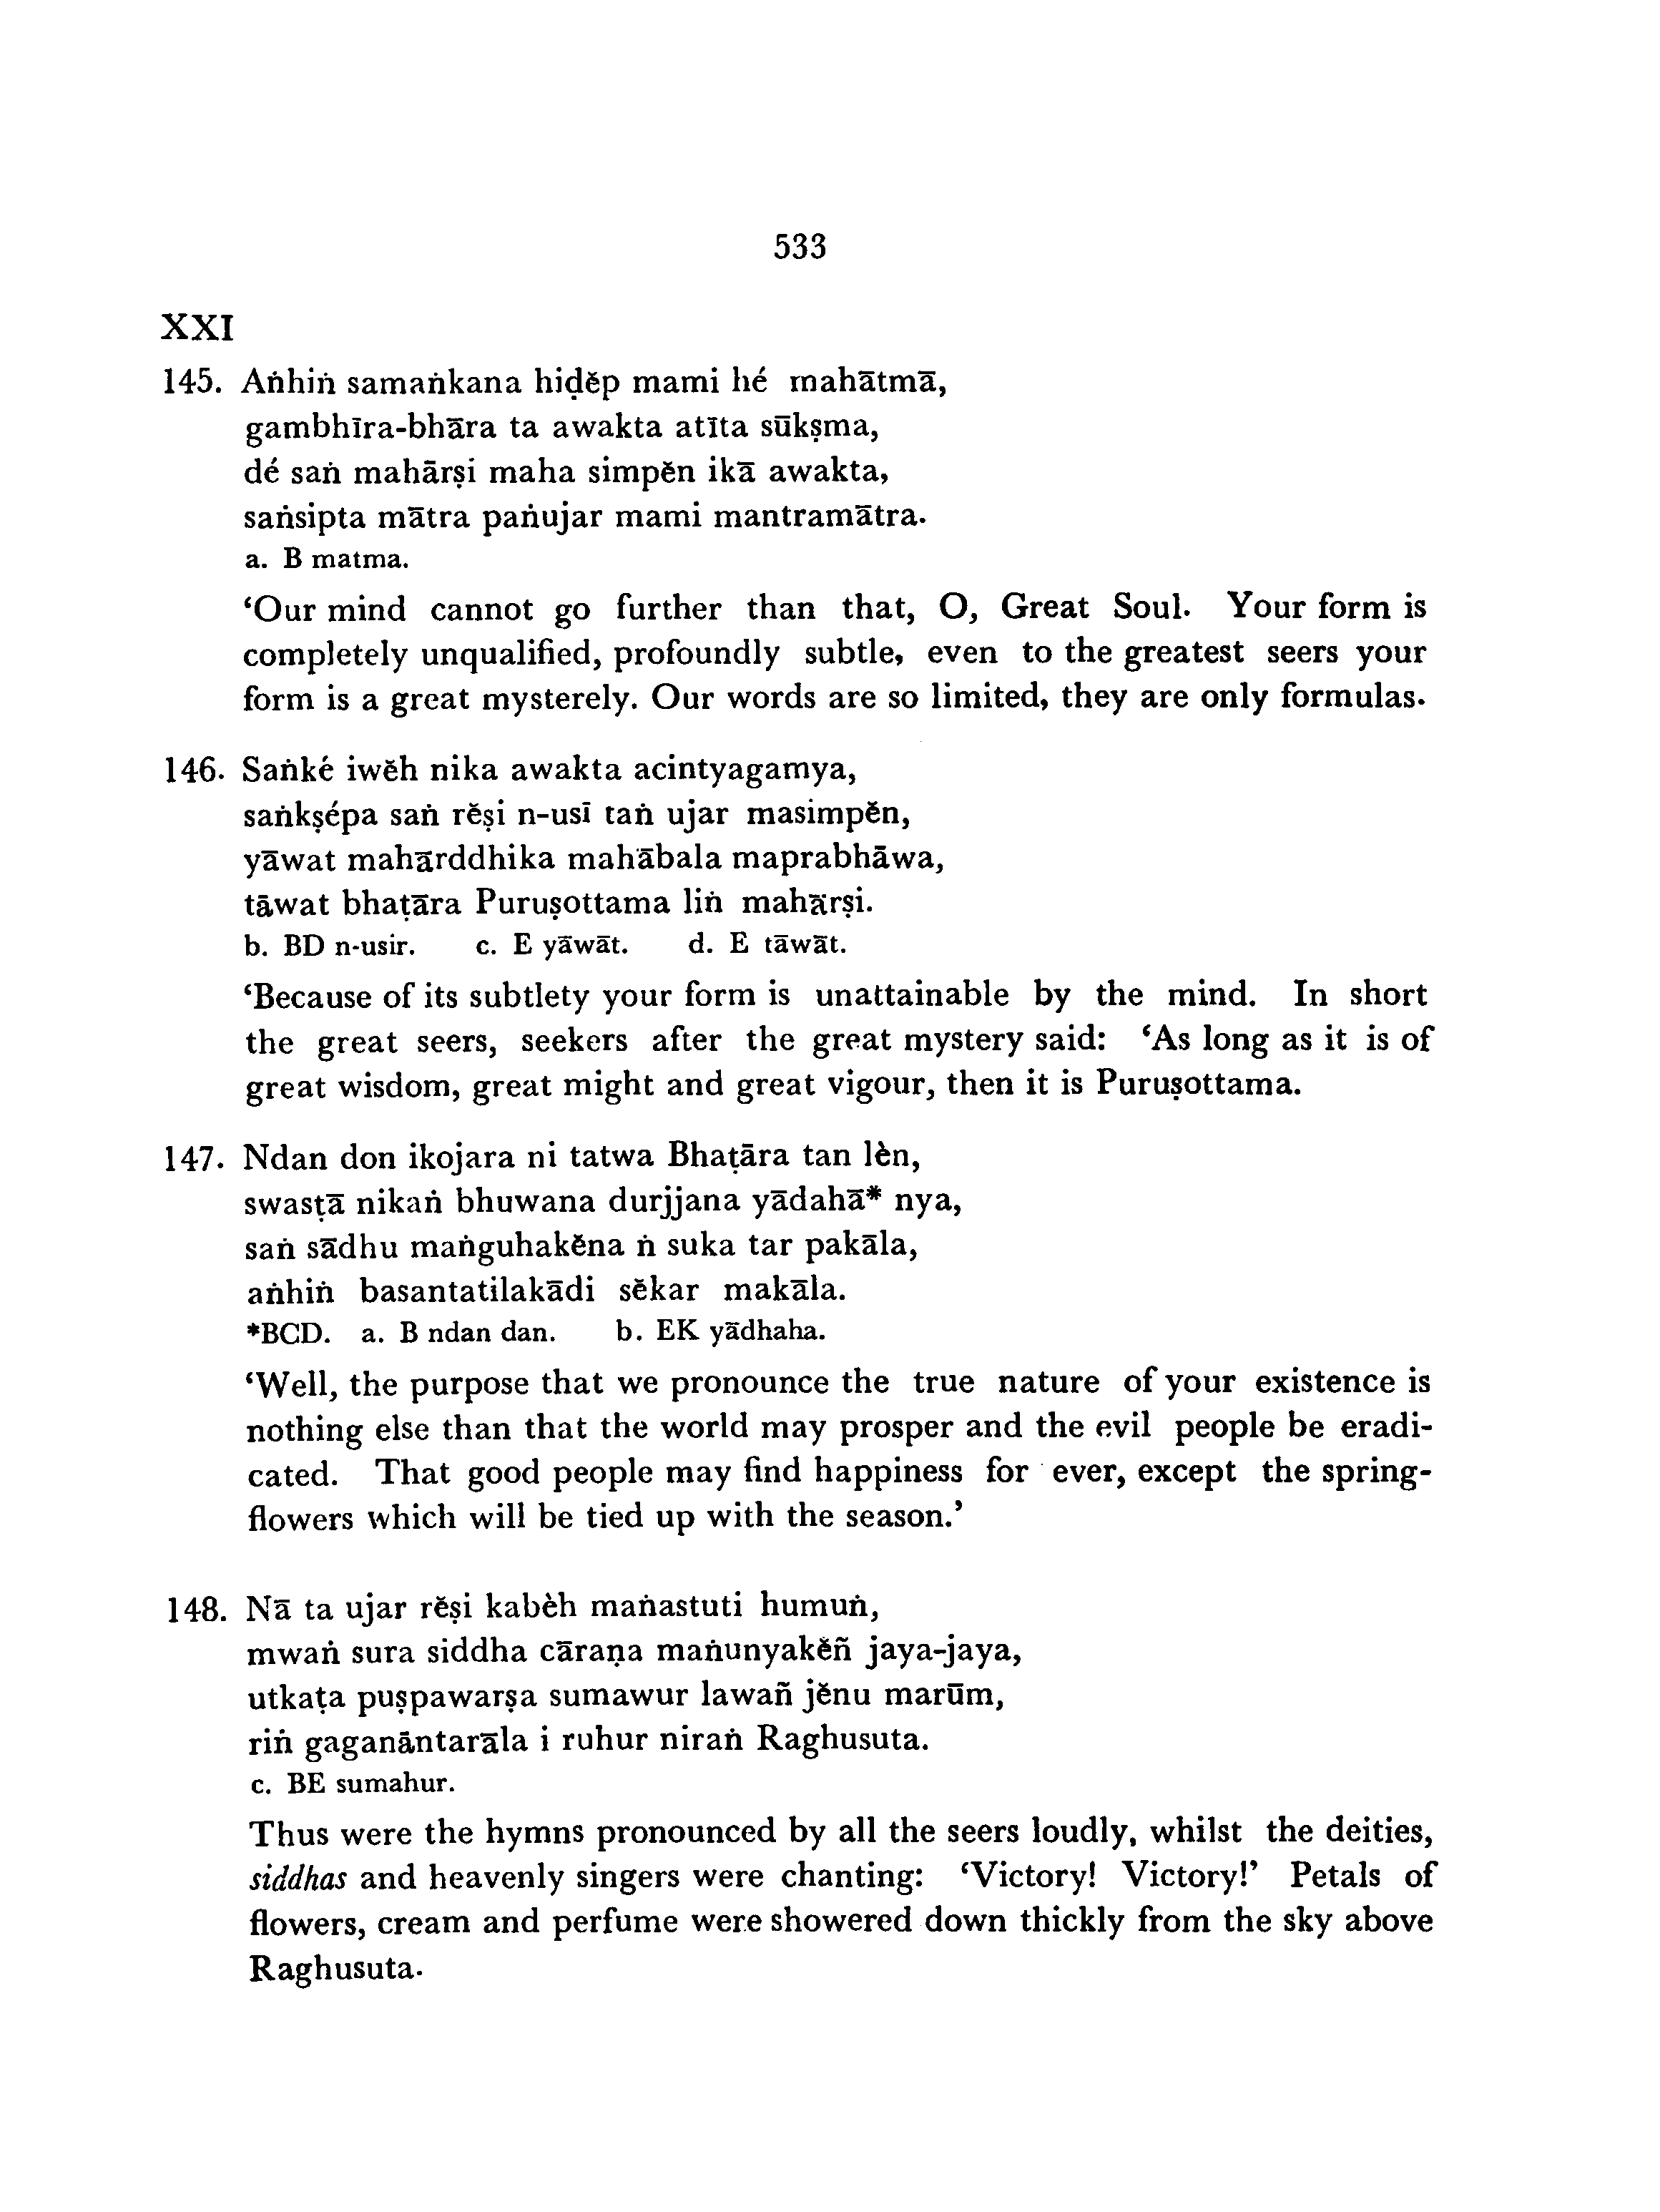 533
XXI
145. Aṅhiṅ samaṅkana hiḍĕp mami hé mahātmā,
gambhīra-bhāra ta awakta atīta sūkṣma,
dé saṅ mahārṣi maha simpĕn ikā awakta,
saṅsipta mātra paṅujar mami mantramātra.
a. B matma.
‘Our mind cannot go further than that, O, Great Soul. Your form is
completely unqualified, profoundly subtle, even to the greatest seers your
form is a great mysterely. Our words are so limited, they are only formulas.
146. Saṅké iwĕh nika awakta acintyagamya,
saṅkṣépa saṅ rĕṣi n-usī taṅ ujar masimpĕn,
yāwat mahārddhika mahābala maprabhāwa,
tāwat bhaṭāra Puruṣottama liṅ mahārṣi.
b. BD n-usir. c. E yāwāt. d. E tāwāt.
‘Because of its subtlety your form is unattainable by the mind. In short
the great seers, seekers after the great mystery said: ‘As long as it is of
great wisdom, great might and great vigour, then it is Puruṣottama.
147. Ndan don ikojara ni tatwa Bhaṭāra tan lèn,
swasṭā nikaṅ bhuwana durjjana yādahā* nya,
saṅ sādhu maṅguhakĕna ṅ suka tar pakāla,
aṅhiṅ basantatilakādi sĕkar makāla.
*BCD. a. B ndan dan. b. EK yādhaha.
‘Well, the purpose that we pronounce the true nature of your existence is
nothing else than that the world may prosper and the evil people be eradi-
cated. That good people may find happiness for ever, except the spring-
flowers which will be tied up with the season.’
148. Nā ta ujar rĕṣi kabèh maṅastuti humuṅ,
mwaṅ sura siddha cāraṇa maṅunyakĕñ jaya-jaya,
utkaṭa puṣpawarṣa sumawur lawañ jĕnu marūm,
riṅ gaganāntarāla i ruhur niraṅ Raghusuta.
c. BE sumahur.
Thus were the hymns pronounced by all the seers loudly, whilst the deities,
siddhas and heavenly singers were chanting: ‘Victory! Victory!’ Petals of
flowers, cream and perfume were showered down thickly from the sky above
Raghusuta.